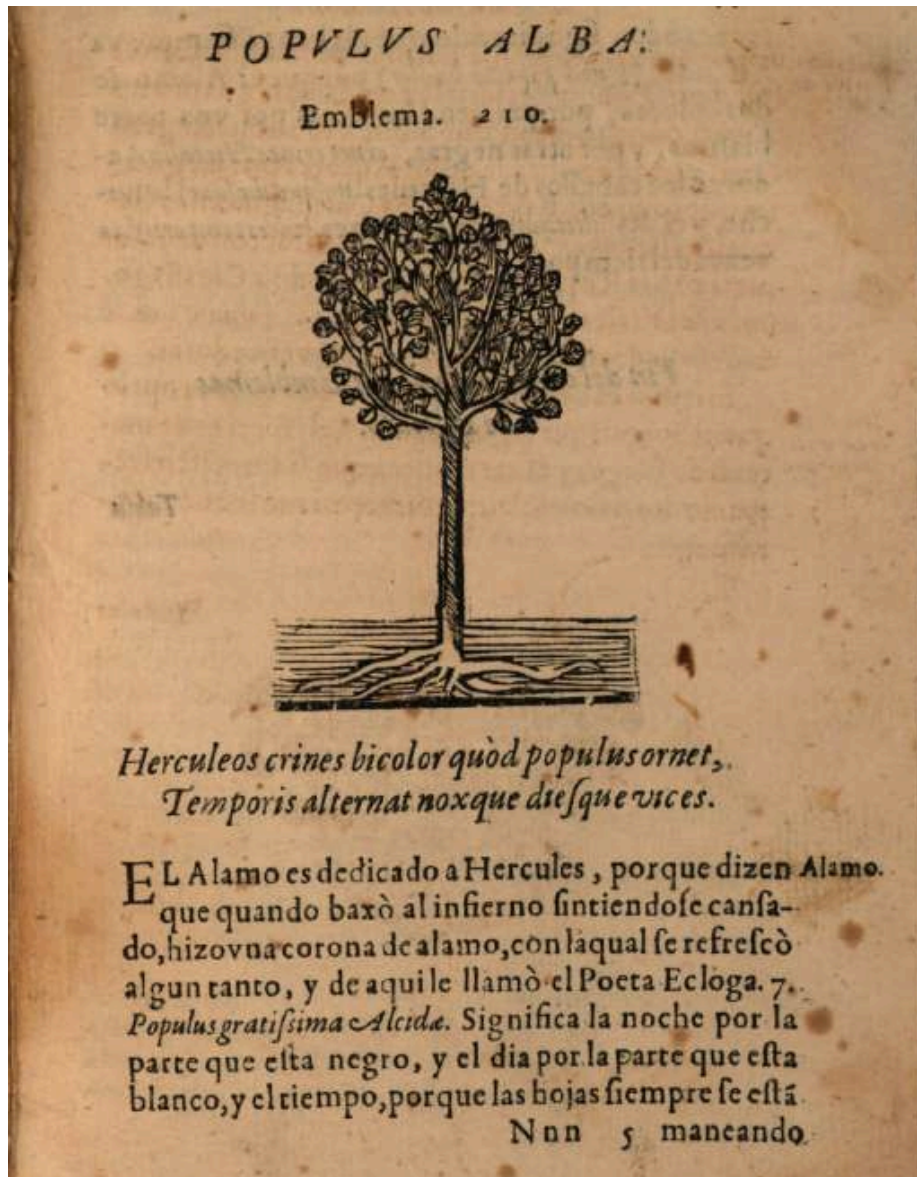 POPVLVS ALBA.
Emblema. 210.
Herculeos crines bicolor quòd populus ornet,
Temporis alternat noxque dieſque vices.
EL Alamo es dedicado a Hercules, porque dizen Alamo.
que quando baxò al infierno ſintiendoſe canſa-
do, hizo vna corona de alamo, con la qual ſe refreſcò
algun tanto, y de aqui le llamò el Poeta Ecloga. 7.
Populus gratiſsima Alcidæ. Significa la noche por la
parte que eſta negro, y el dia por la parte que eſta
blanco, y el tiempo, porque las hojas ſiempre ſe eſtã
Nnn 5 maneando